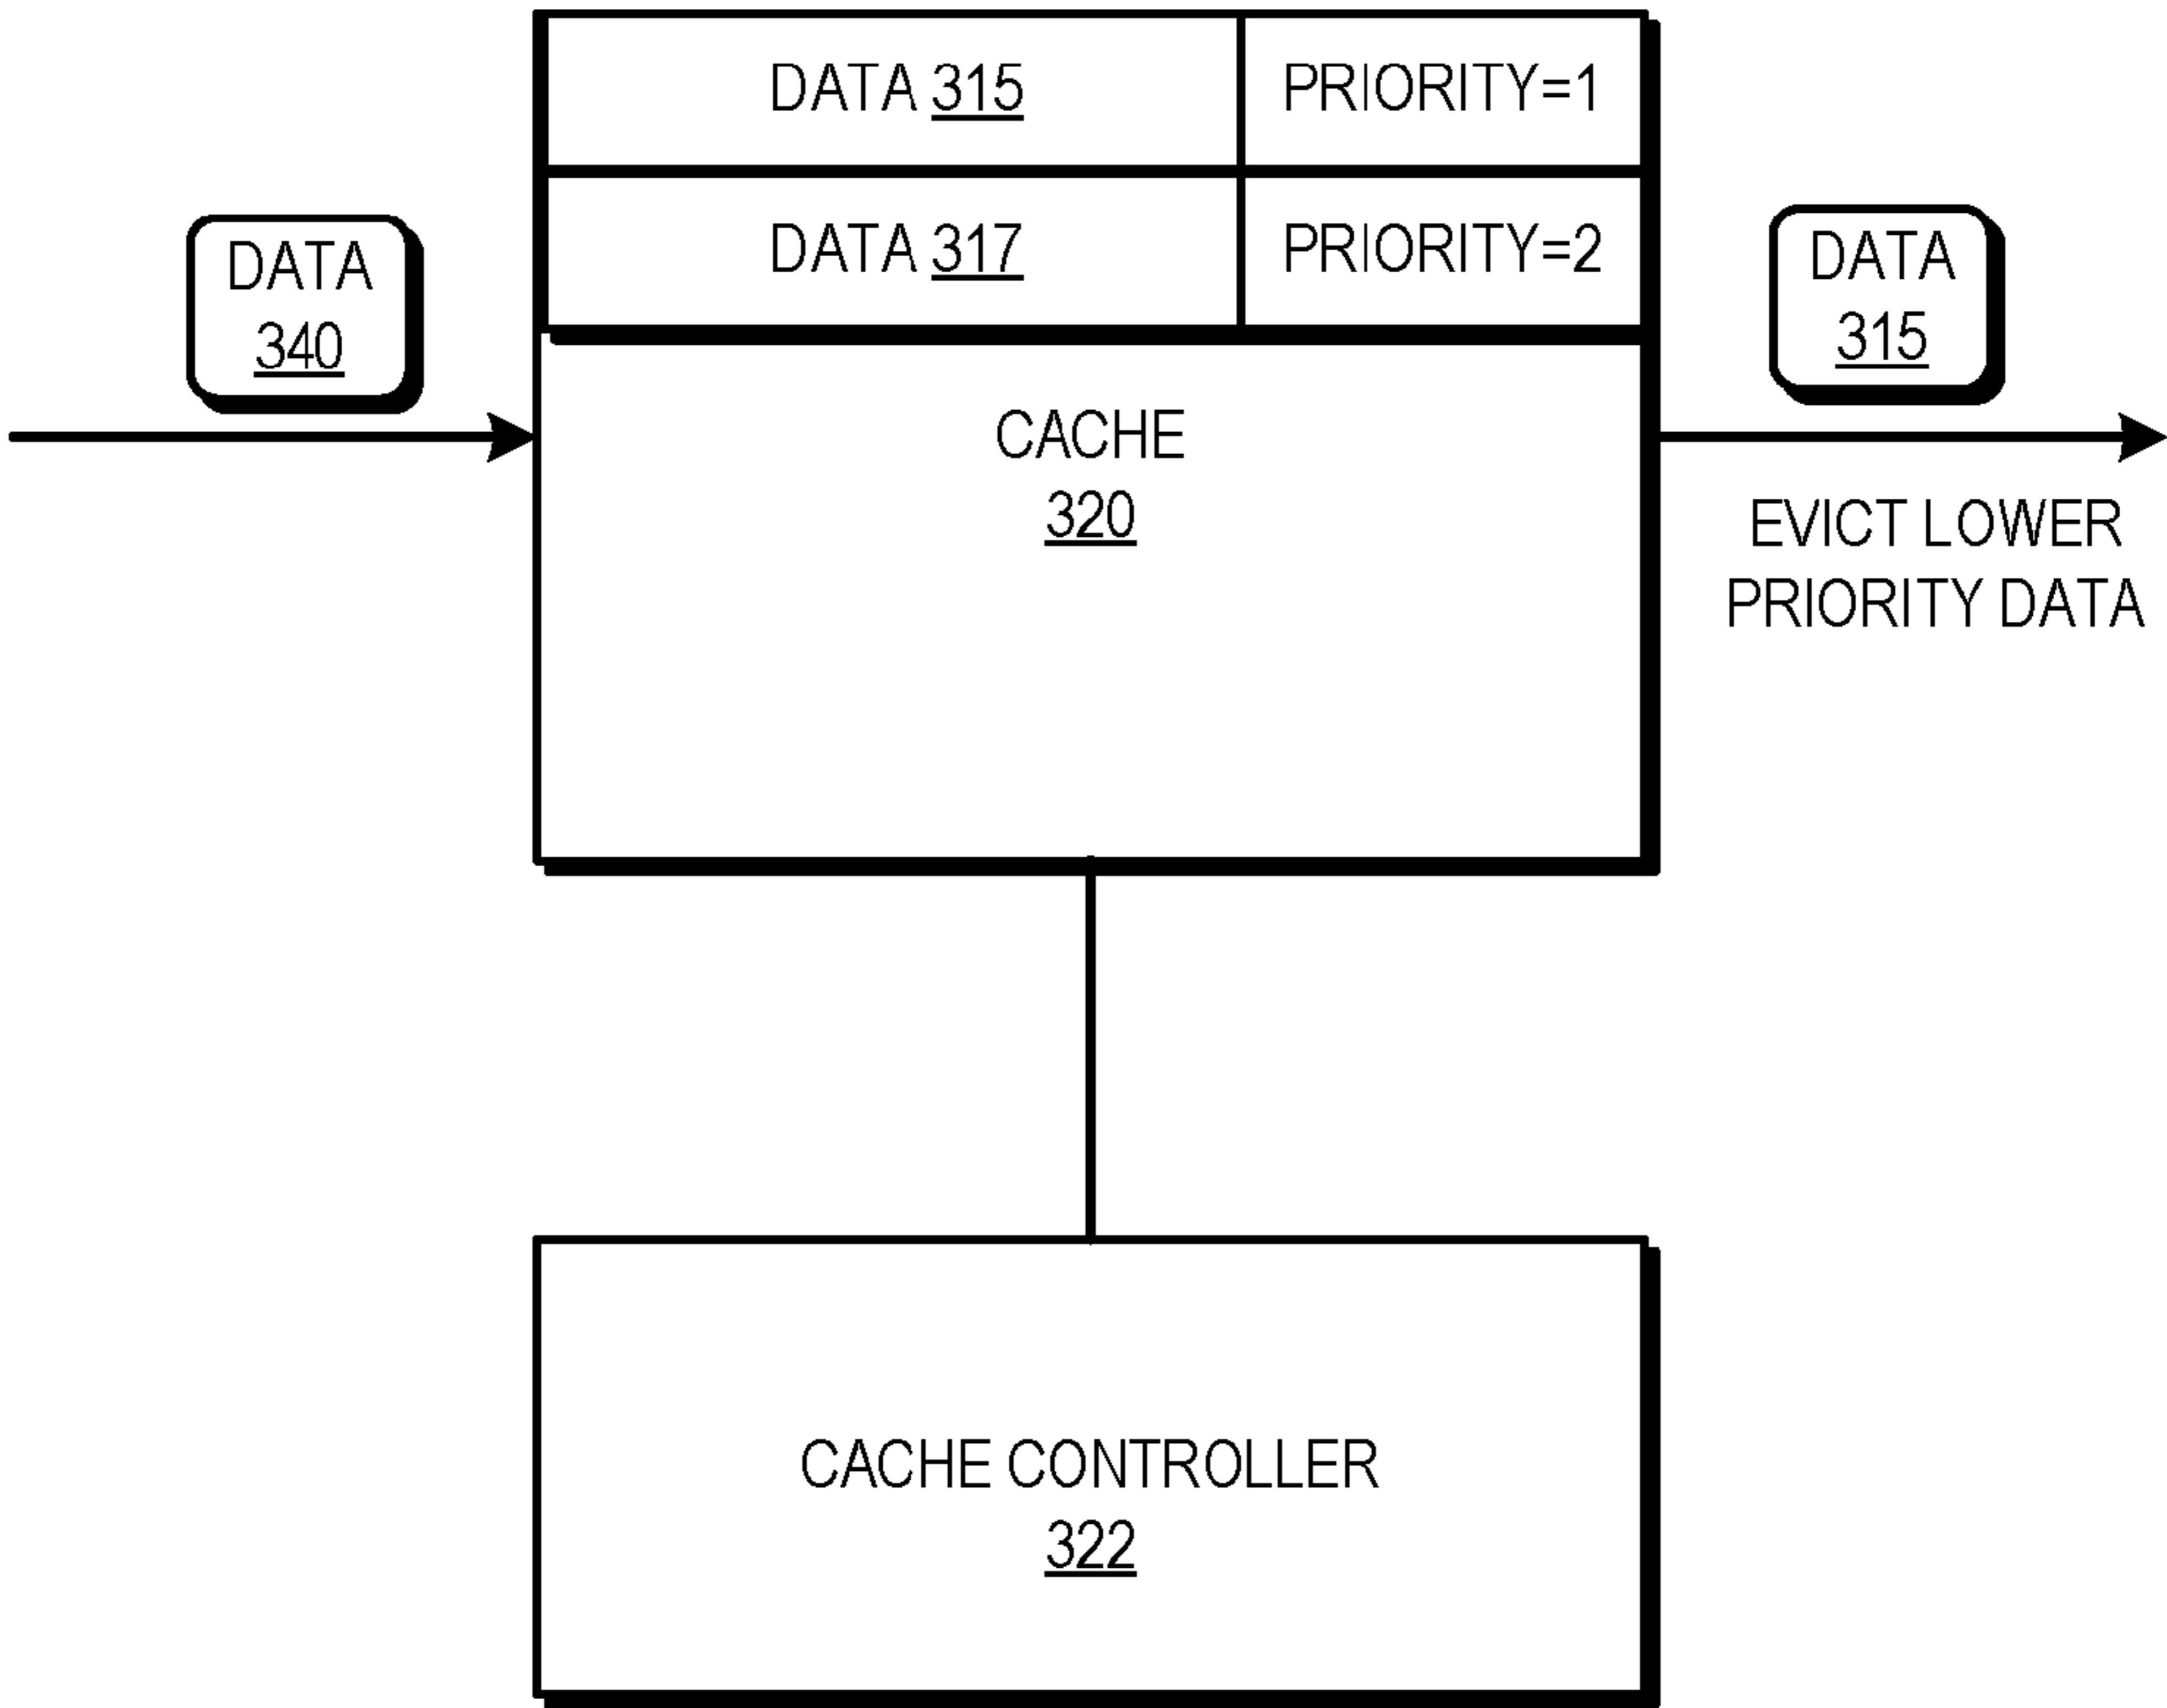 DATA 315 PRIORITY=1
DATA 317 PRIORITY=2
DATA
340
CACHE
320
DATA
315
EVICT LOWER
PRIORITY DATA
CACHE CONTROLLER
322